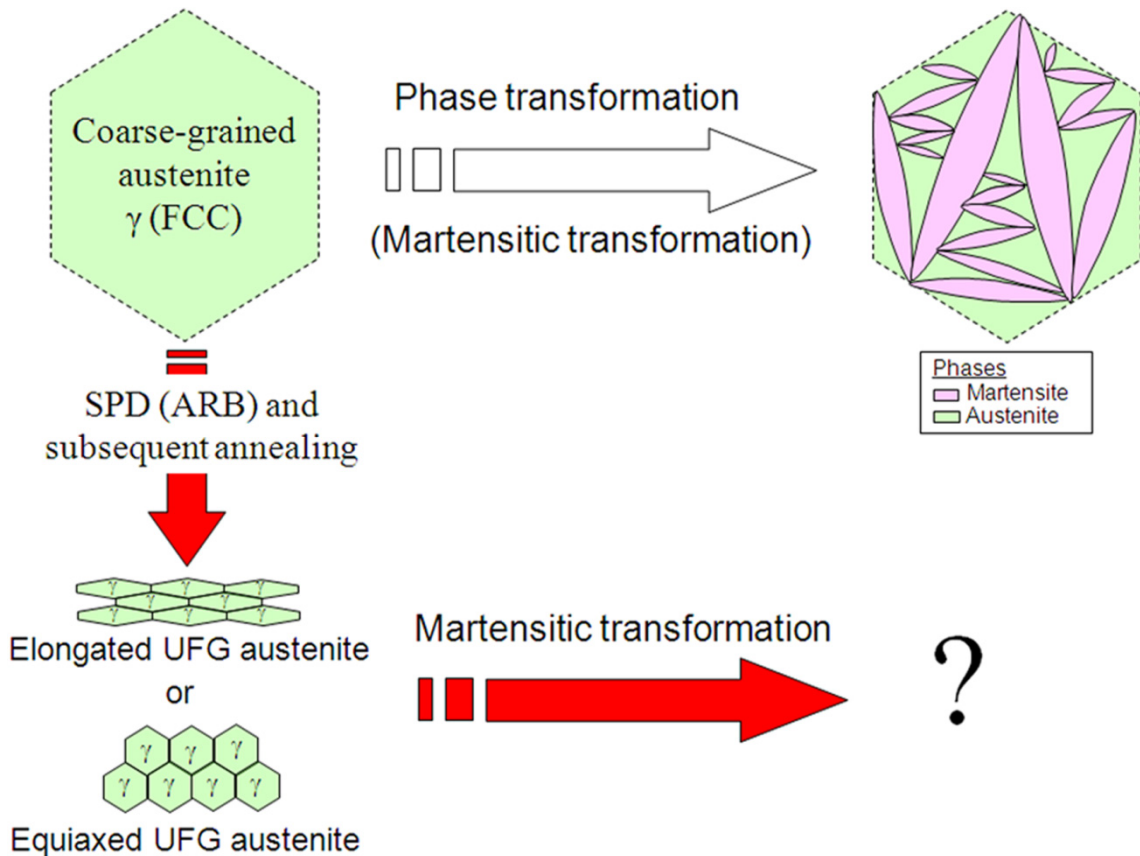 Coarse-grained
austenite
γ (FCC)
Phase transformation
(Martensitic transformation)
Phases
Martensite
Austenite
SPD (ARB) and
subsequent annealing
γ γ γ
γ γ
γ γ γ
Elongated UFG austenite
or
γ γ γ
γ γ γ γ
Equiaxed UFG austenite
Martensitic transformation
?